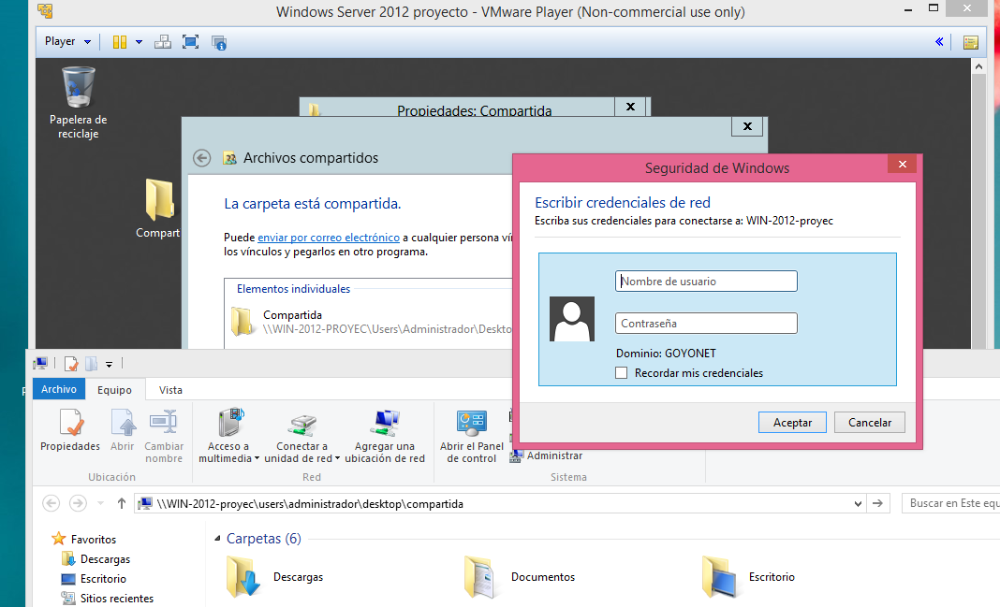 Windows Server 2012 proyecto - VMware Player (Non-commercial use only)
Player
Papelera de
reciclaje
Compart
Propiedades: Compartida
Archivos compartidos
La carpeta está compartida.
Puede enviar por correo electrónico a cualquier persona
los vínculos y pegarlos en otro programa.
Elementos individuales
Compartida
\\WIN-2012-PROYEC\Users\Administrador\Deskto
Seguridad de Windows
Escribir credenciales de red
Escriba sus credenciales para conectarse a: WIN-2012-proyec
Nombre de usuario
Contraseña
Dominio: GOYONET
Recordar mis credenciales
Aceptar
Cancelar
Archivo
Equipo
Vista
Propiedades
Abrir
Cambiar
nombre
Ubicación
Acceso a
multimedia
Conectar a
unidad de red
Agregar una
ubicación de red
Red
Abrir el Panel
de control
Administrar
Sistema
\\WIN-2012-proyec\users\administrador\desktop\compartida
Buscar en Este equ
Favoritos
Descargas
Escritorio
Sitios recientes
Carpetas (6)
Descargas
Documentos
Escritorio